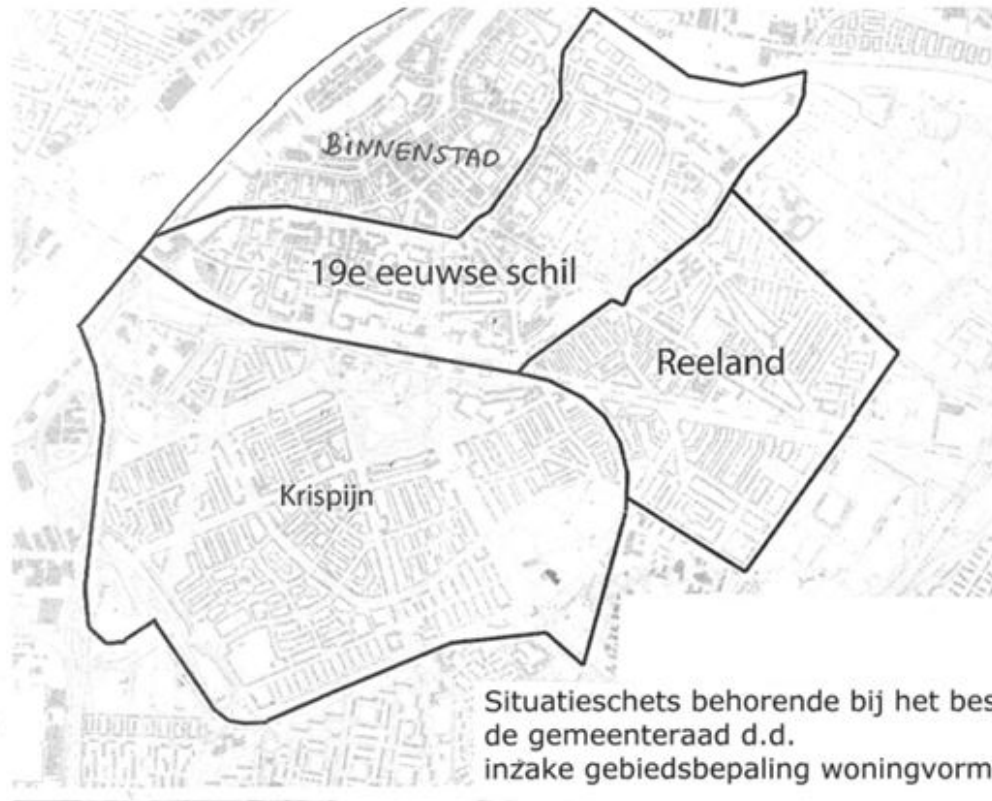 BINNENSTAD
19e eeuwse schil
Reeland
Krispijn
Situatieschets behorende bij het bes
de gemeenteraad d.d.
inzake gebiedsbepaling woningvorm